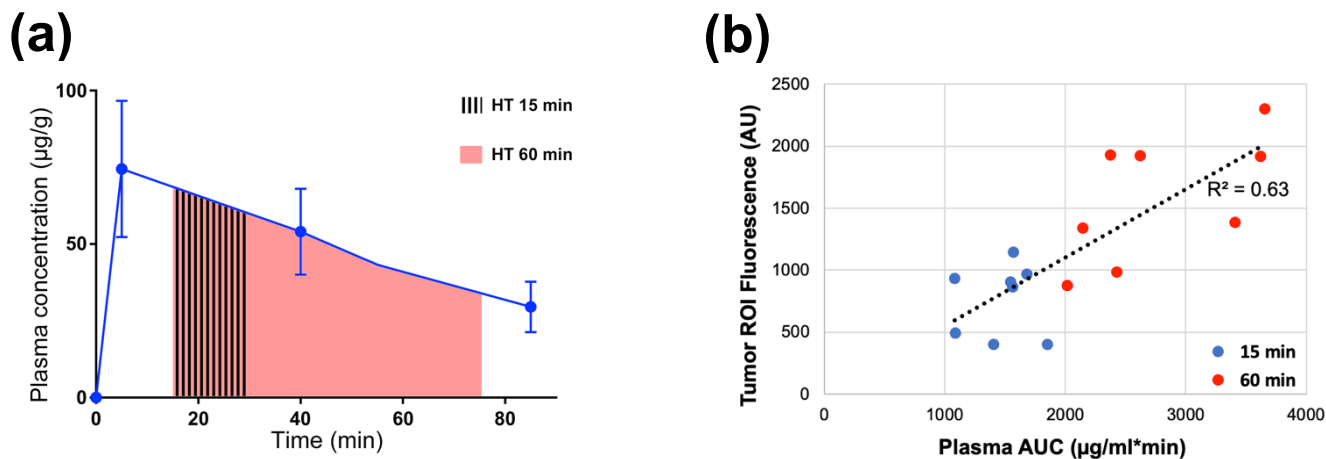 (a)
100
50
0
0
20
40
60
80
Plasma concentration (µg/g)
Time (min)
HT 15 min
HT 60 min
(b)
2500
2000
1500
1000
500
0
0
1000
2000
3000
4000
Tumor ROI Fluorescence (AU)
Plasma AUC (µg/ml*min)
R² = 0.63
15 min
60 min